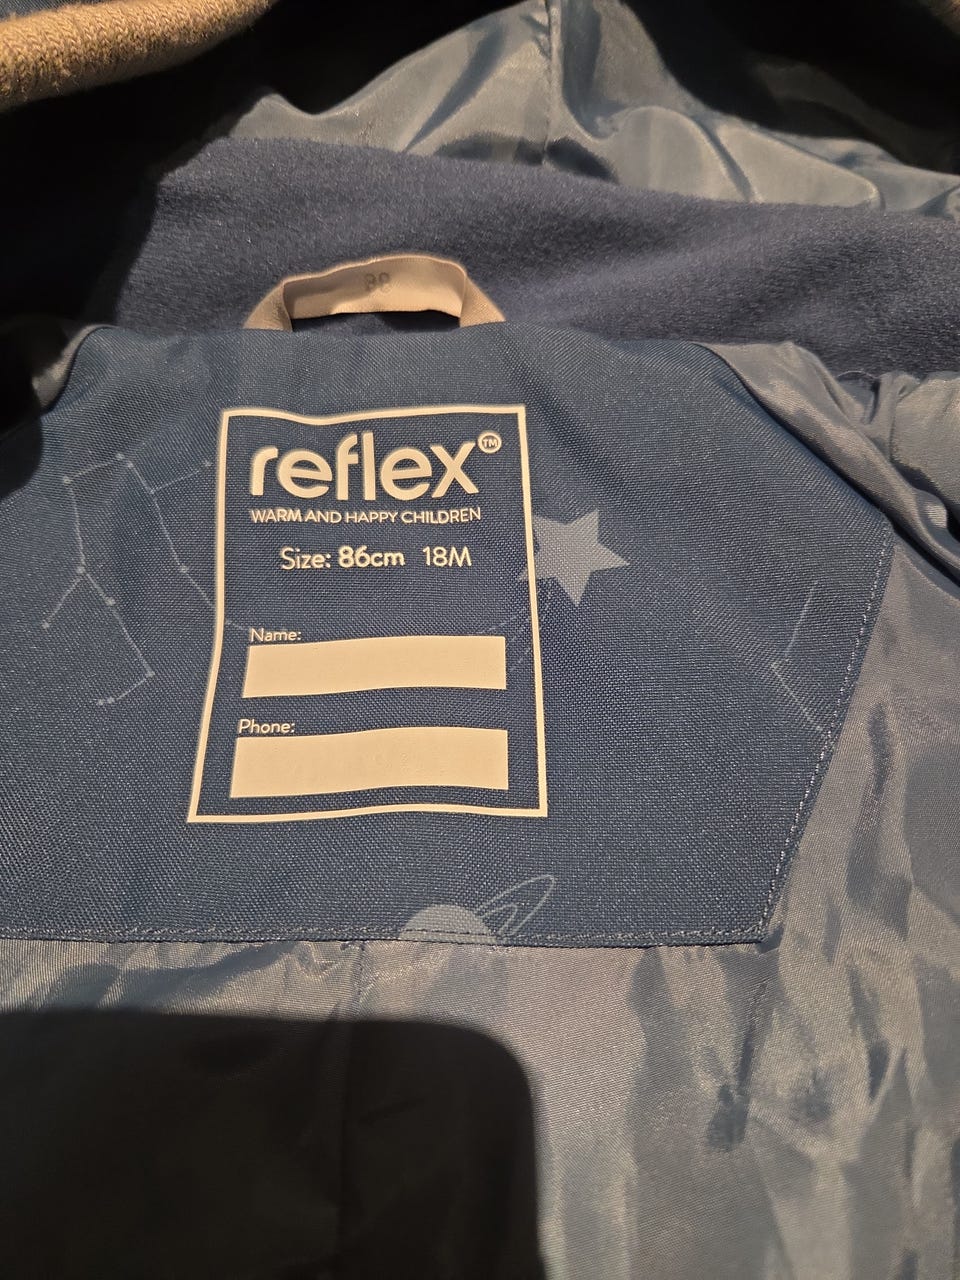 reflex™
WARM AND HAPPY CHILDREN
Size: 86cm 18M
Name:
Phone: